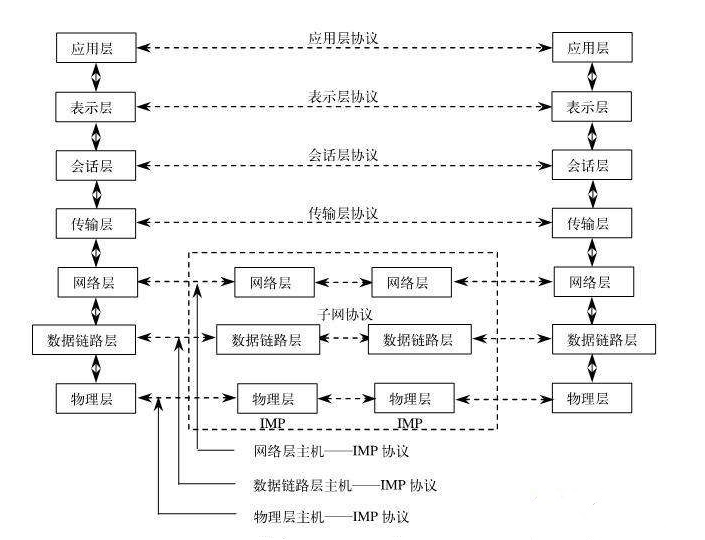 应用层协议
应用层 应用层
表示层协议
表示层 表示层
会话层协议
会话层 会话层
传输层协议
传输层 传输层
网络层 网络层 网络层 网络层
子网协议
数据链路层 数据链路层 数据链路层 数据链路层
物理层 物理层 物理层 物理层
IMP IMP
网络层主机——IMP 协议
数据链路层主机——IMP 协议
物理层主机——IMP 协议